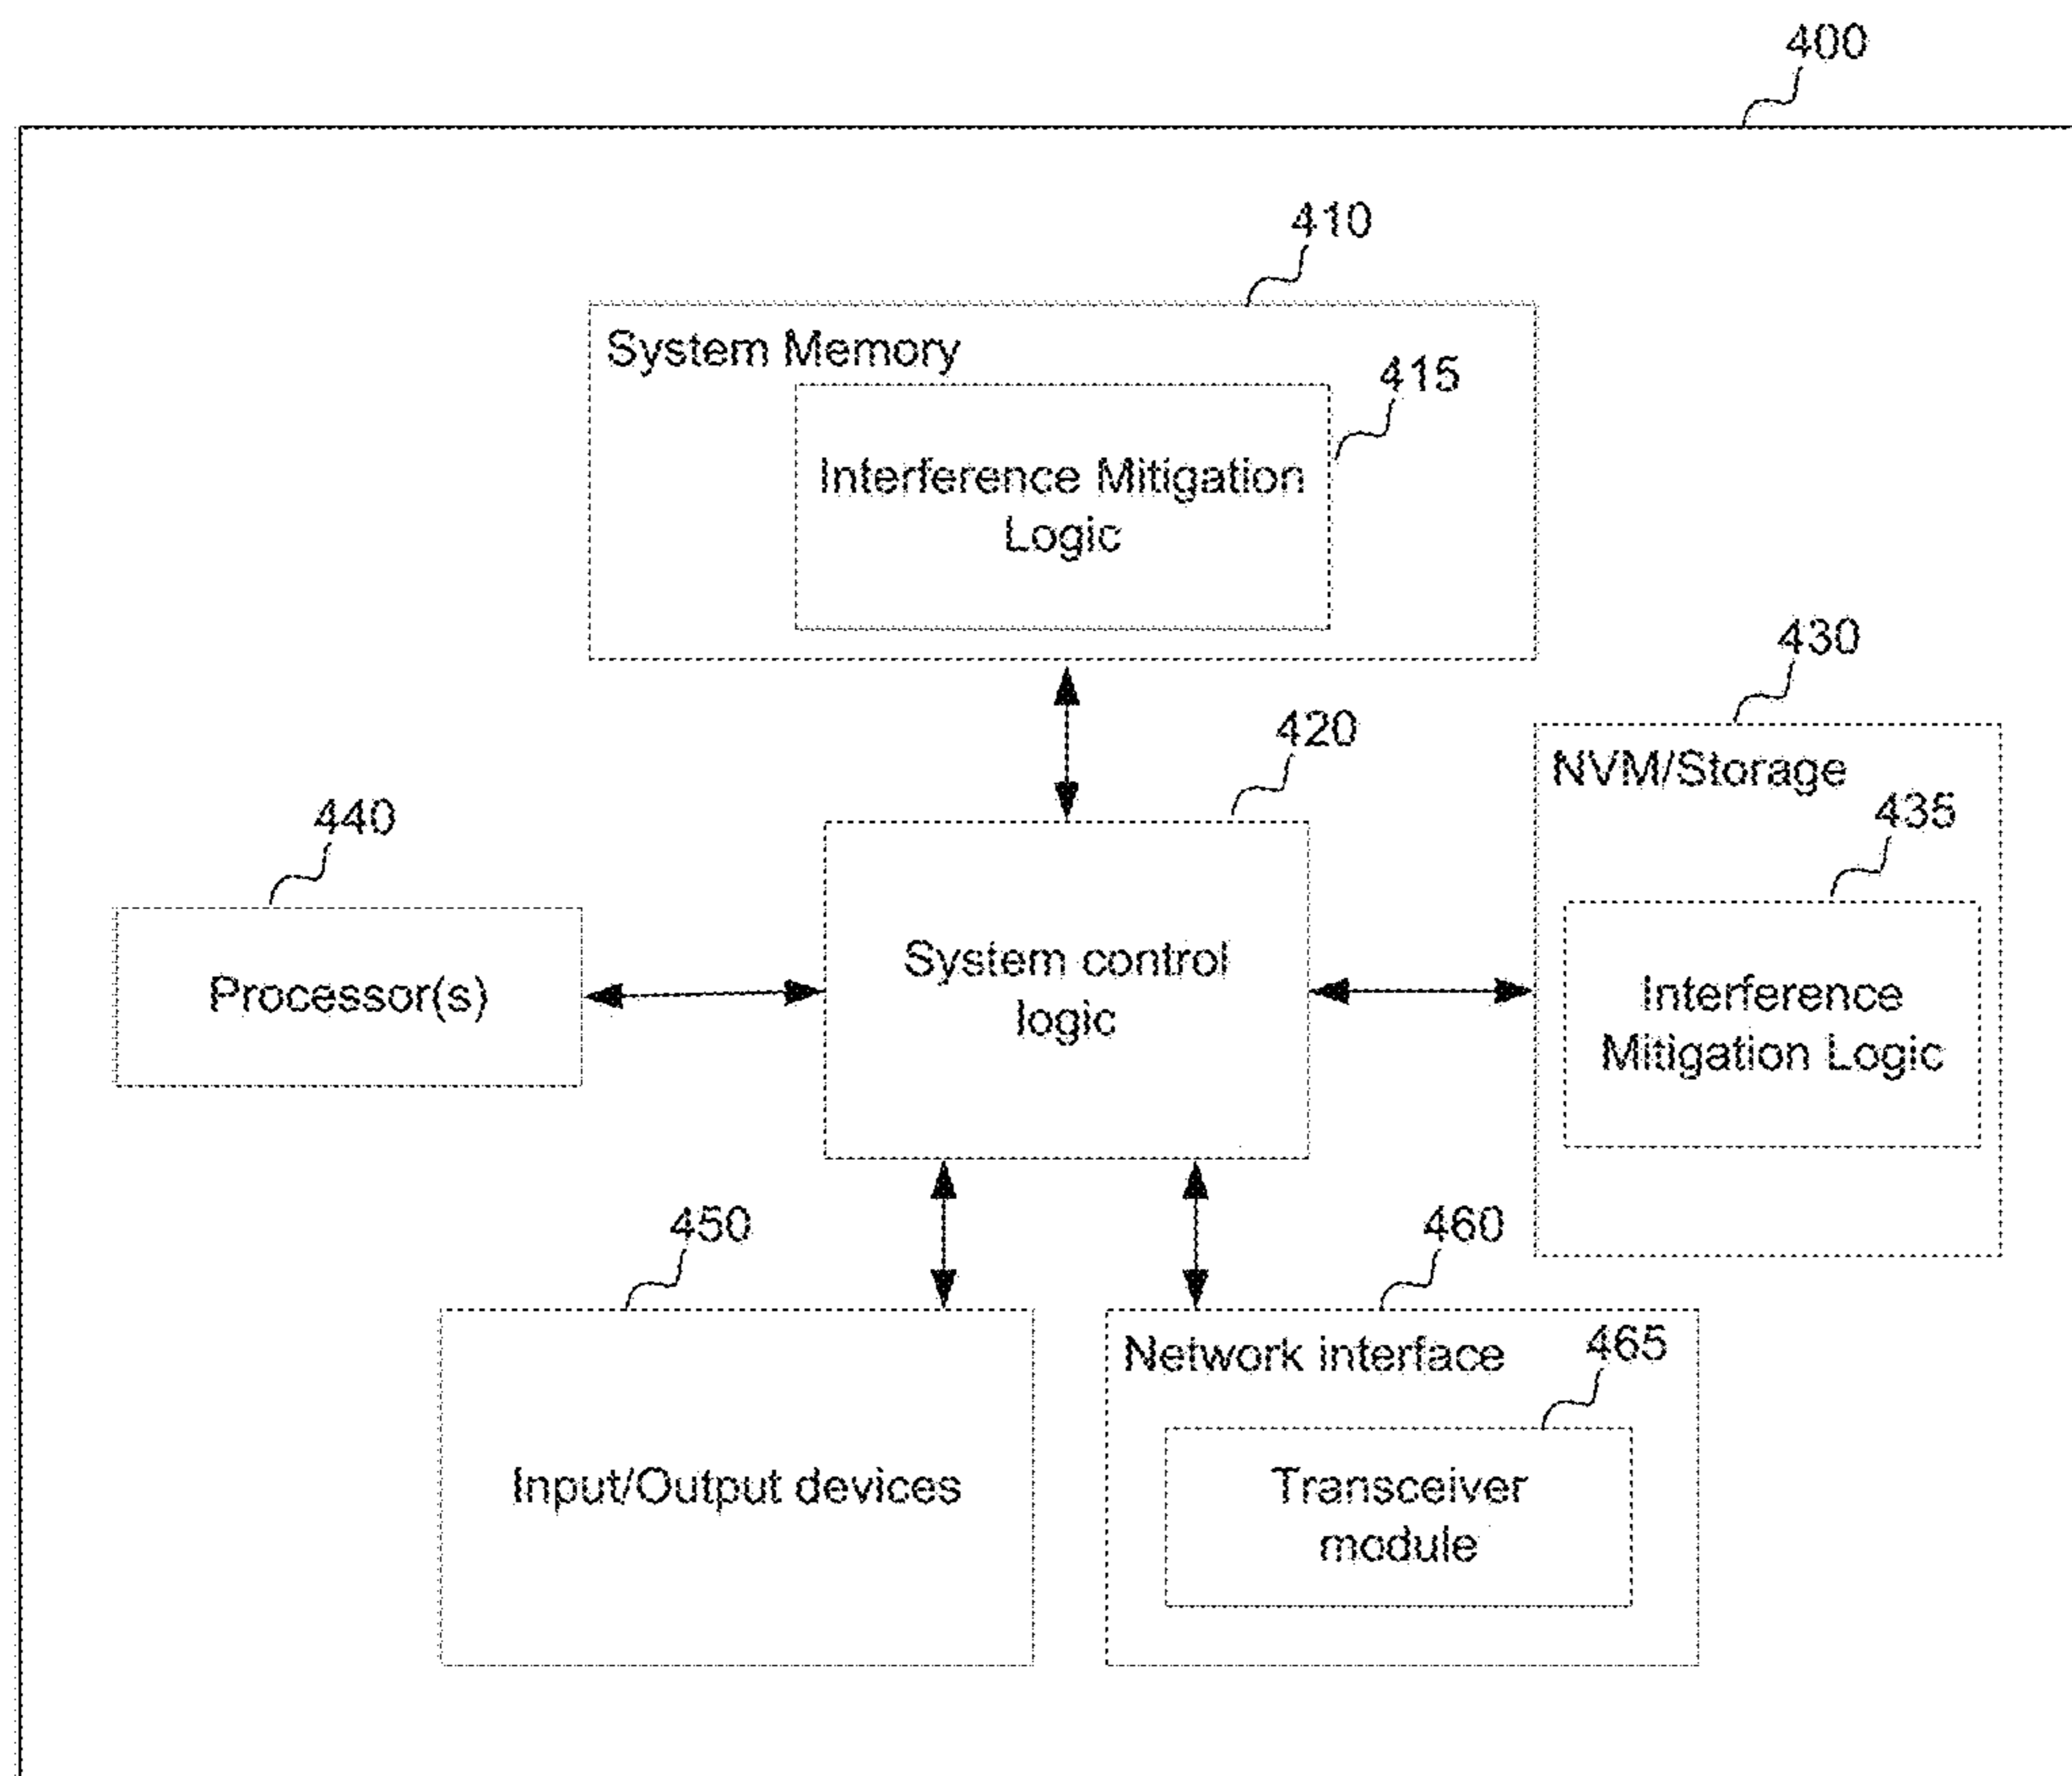 400
410
System Memory
415
Interference Mitigation
Logic
430
420
NVM/Storage
435
440
System control
logic
Processor(s)
Interference
Mitigation Logic
450
460
Network interface
465
Input/Output devices
Transceiver
module